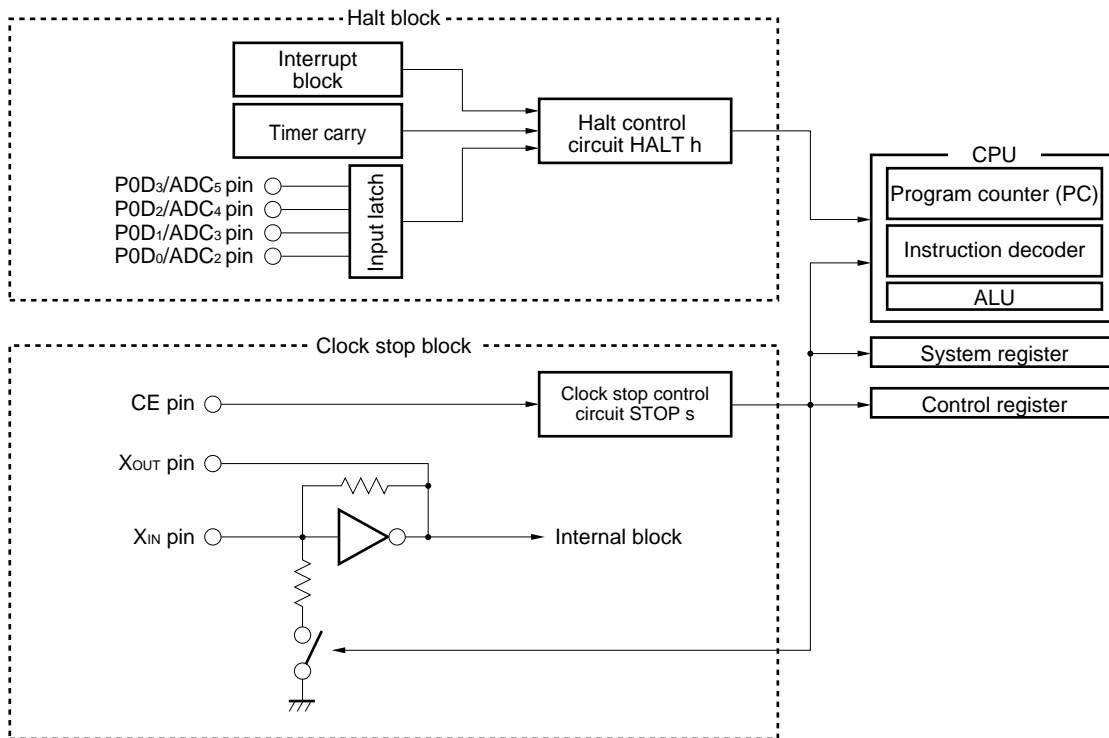 Halt block
Interrupt
block
Timer carry
P0D₃/ADC₅ pin
P0D₂/ADC₄ pin
P0D₁/ADC₃ pin
P0D₀/ADC₂ pin
Input latch
Halt control
circuit HALT h
CPU
Program counter (PC)
Instruction decoder
ALU
System register
Control register
Clock stop block
CE pin
Clock stop control
circuit STOP s
XOUT pin
XIN pin
Internal block